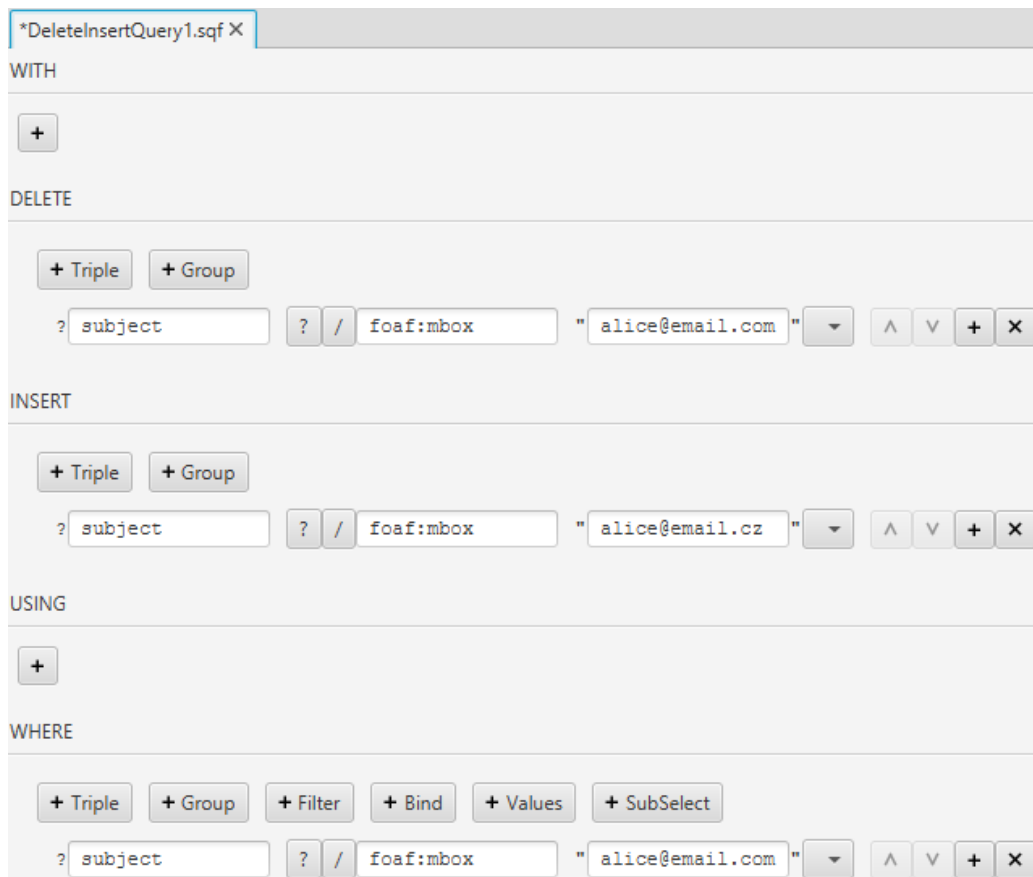 *DeleteInsertQuery1.sqf ✕
WITH
+
DELETE
+ Triple + Group
? subject ? / foaf:mbox " alice@email.com " ∧ ∨ + ✕
INSERT
+ Triple + Group
? subject ? / foaf:mbox " alice@email.cz " ∧ ∨ + ✕
USING
+
WHERE
+ Triple + Group + Filter + Bind + Values + SubSelect
? subject ? / foaf:mbox " alice@email.com " ∧ ∨ + ✕